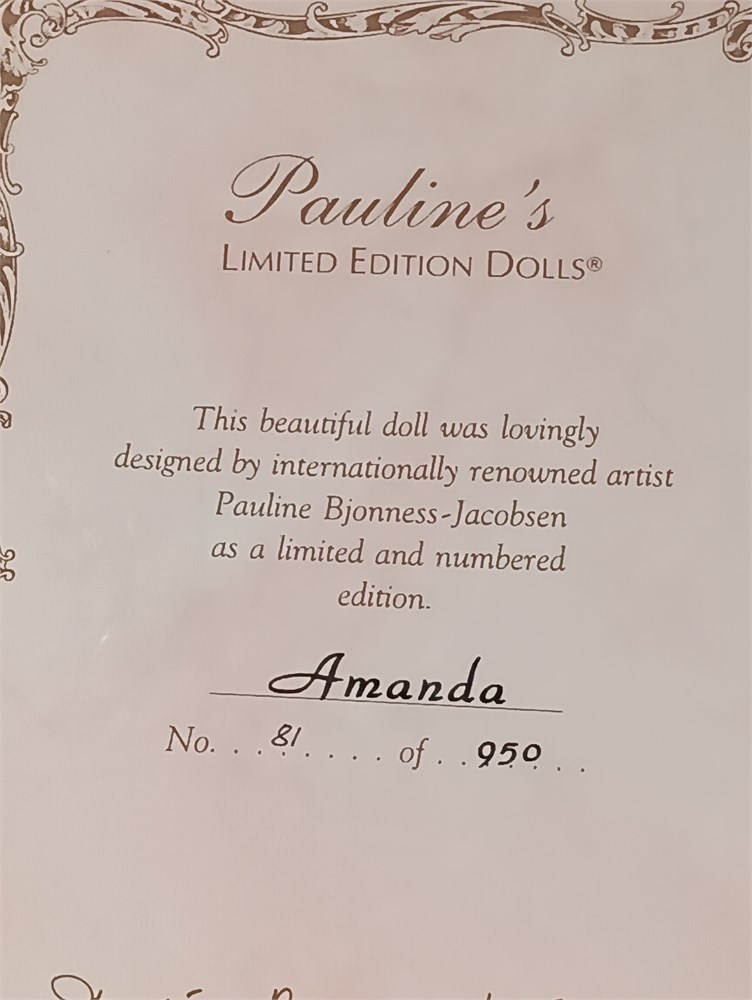 Pauline's
LIMITED EDITION DOLLS®
This beautiful doll was lovingly
designed by internationally renowned artist
Pauline Bjonness-Jacobsen
as a limited and numbered
edition.
Amanda
No. . . 81 . . . . of . . 950 . .